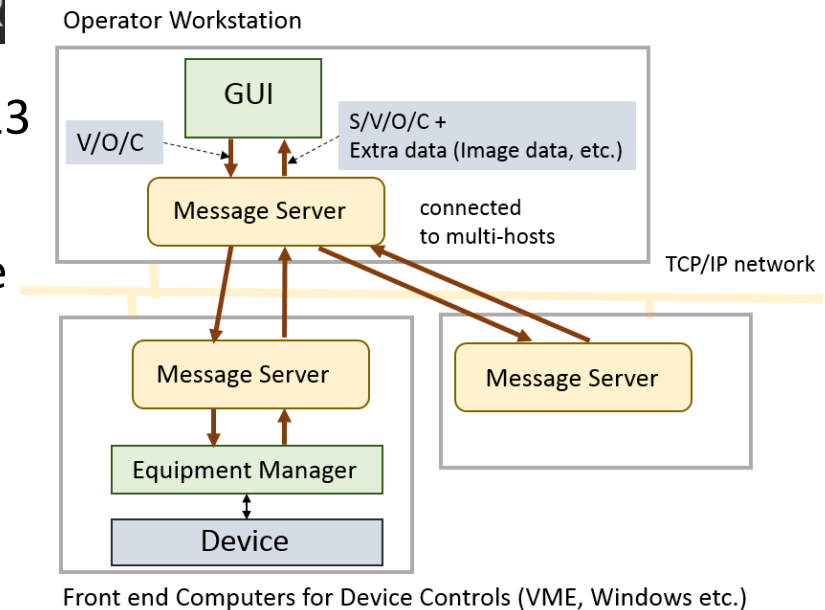 Operator Workstation
GUI
3
V/O/C
S/V/O/C +
Extra data (Image data, etc.)
Message Server
connected
to multi-hosts
e
TCP/IP network
Message Server
Message Server
Equipment Manager
Device
Front end Computers for Device Controls (VME, Windows etc.)